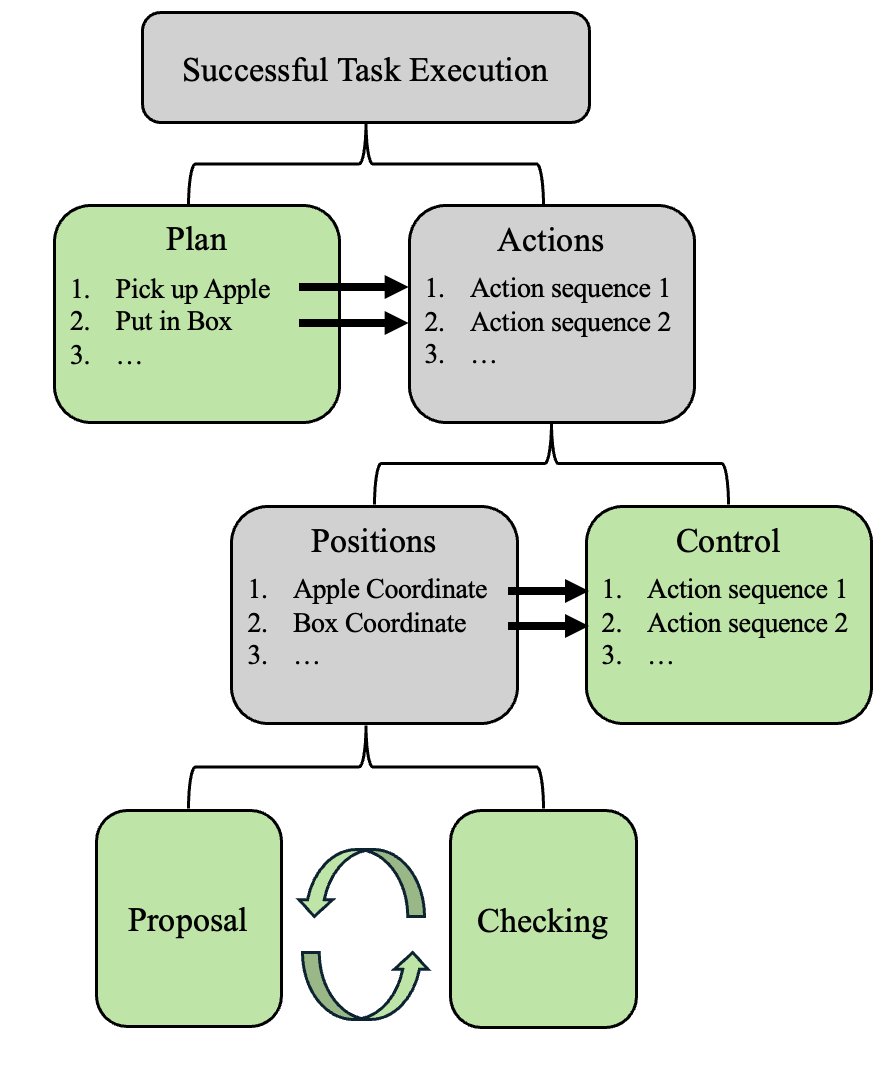 Successful Task Execution
Plan
1. Pick up Apple
2. Put in Box
3. …
Actions
1. Action sequence 1
2. Action sequence 2
3. …
Positions
1. Apple Coordinate
2. Box Coordinate
3. …
Control
1. Action sequence 1
2. Action sequence 2
3. …
Proposal
Checking